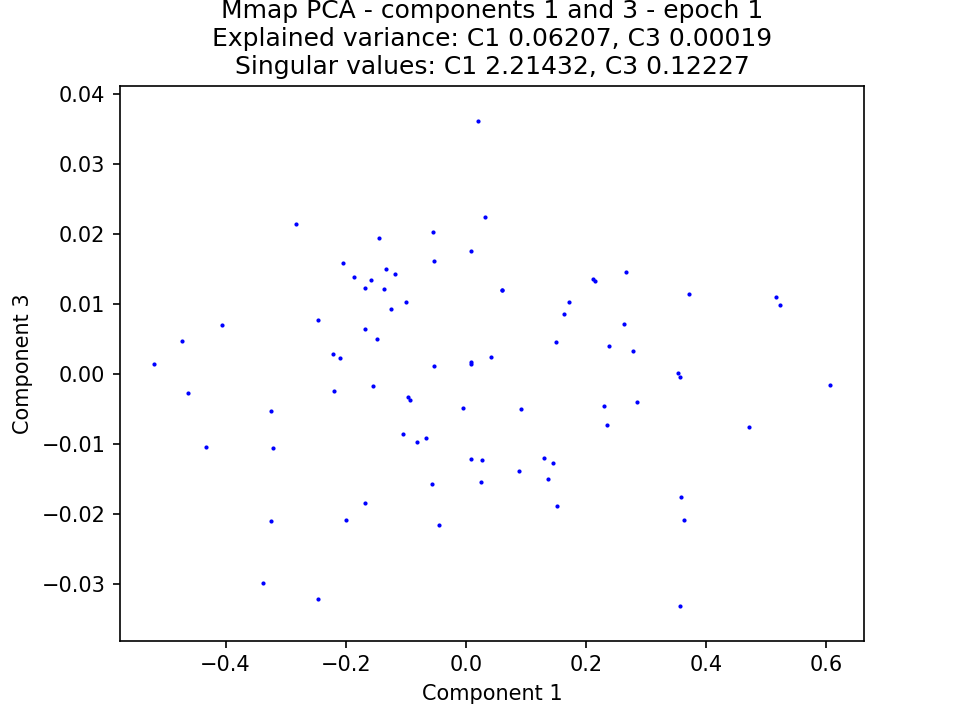 Mmap PCA - components 1 and 3 - epoch 1
Explained variance: C1 0.06207, C3 0.00019
Singular values: C1 2.21432, C3 0.12227
0.04
0.03
0.02
0.01
0.00
−0.01
−0.02
−0.03
Component 3
−0.4
−0.2
0.0
0.2
0.4
0.6
Component 1